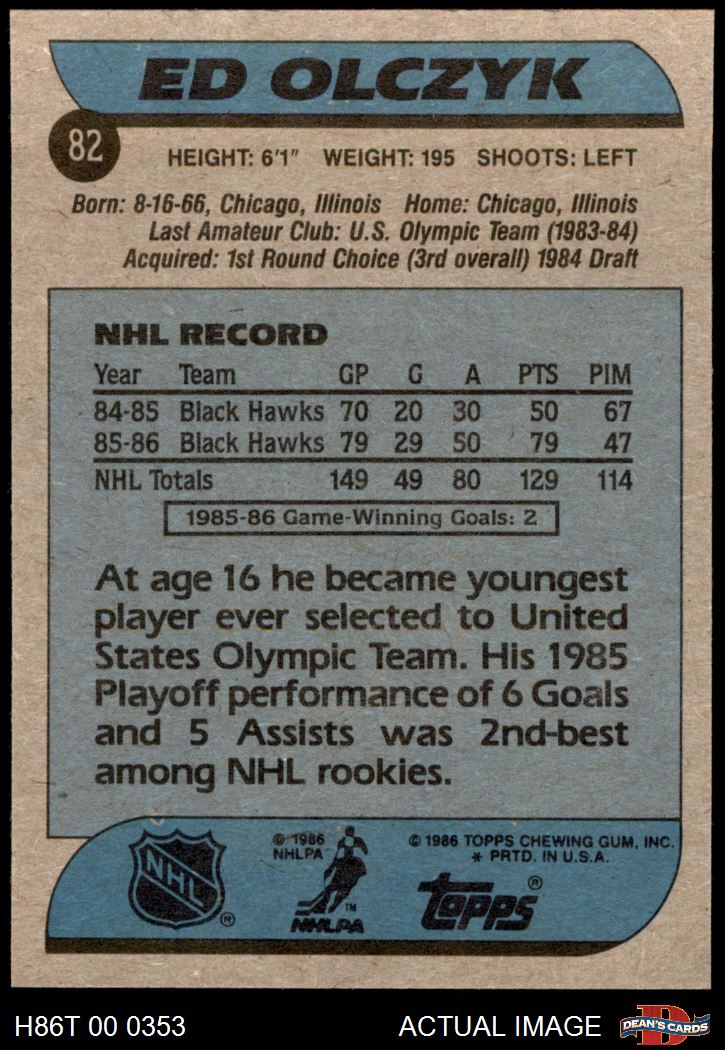 ED OLCZYK
82
HEIGHT: 6'1" WEIGHT: 195 SHOOTS: LEFT
Born: 8-16-66, Chicago, Illinois Home: Chicago, Illinois
Last Amateur Club: U.S. Olympic Team (1983-84)
Acquired: 1st Round Choice (3rd overall) 1984 Draft
NHL RECORD
Year Team GP G A PTS PIM
84-85 Black Hawks 70 20 30 50 67
85-86 Black Hawks 79 29 50 79 47
NHL Totals 149 49 80 129 114
1985-86 Game-Winning Goals: 2
At age 16 he became youngest
player ever selected to United
States Olympic Team. His 1985
Playoff performance of 6 Goals
and 5 Assists was 2nd-best
among NHL rookies.
NHL ®
© 1986
NHLPA
TM
NHLPA
© 1986 TOPPS CHEWING GUM, INC.
* PRTD. IN U.S.A.
topps ®
H86T 00 0353
ACTUAL IMAGE
D
DEAN'S CARDS